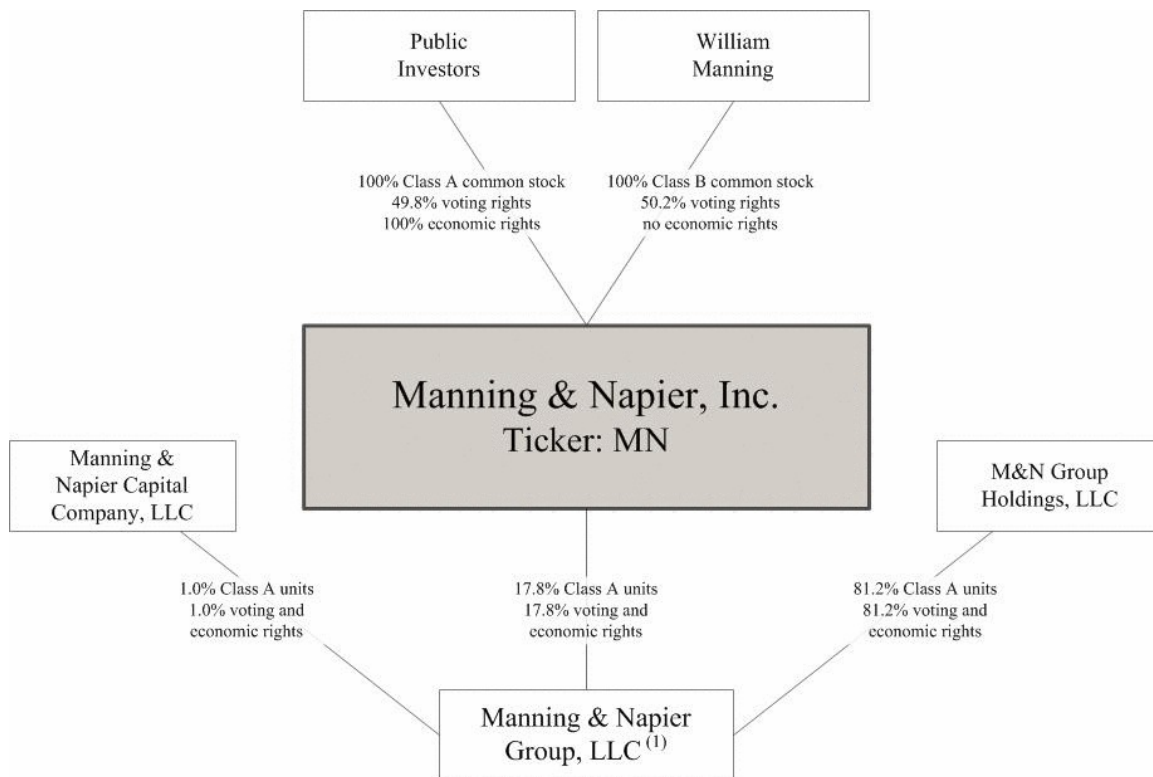 Public
Investors
William
Manning
100% Class A common stock
49.8% voting rights
100% economic rights
100% Class B common stock
50.2% voting rights
no economic rights
Manning & Napier, Inc.
Ticker: MN
Manning &
Napier Capital
Company, LLC
M&N Group
Holdings, LLC
1.0% Class A units
1.0% voting and
economic rights
17.8% Class A units
17.8% voting and
economic rights
81.2% Class A units
81.2% voting and
economic rights
Manning & Napier
Group, LLC (1)